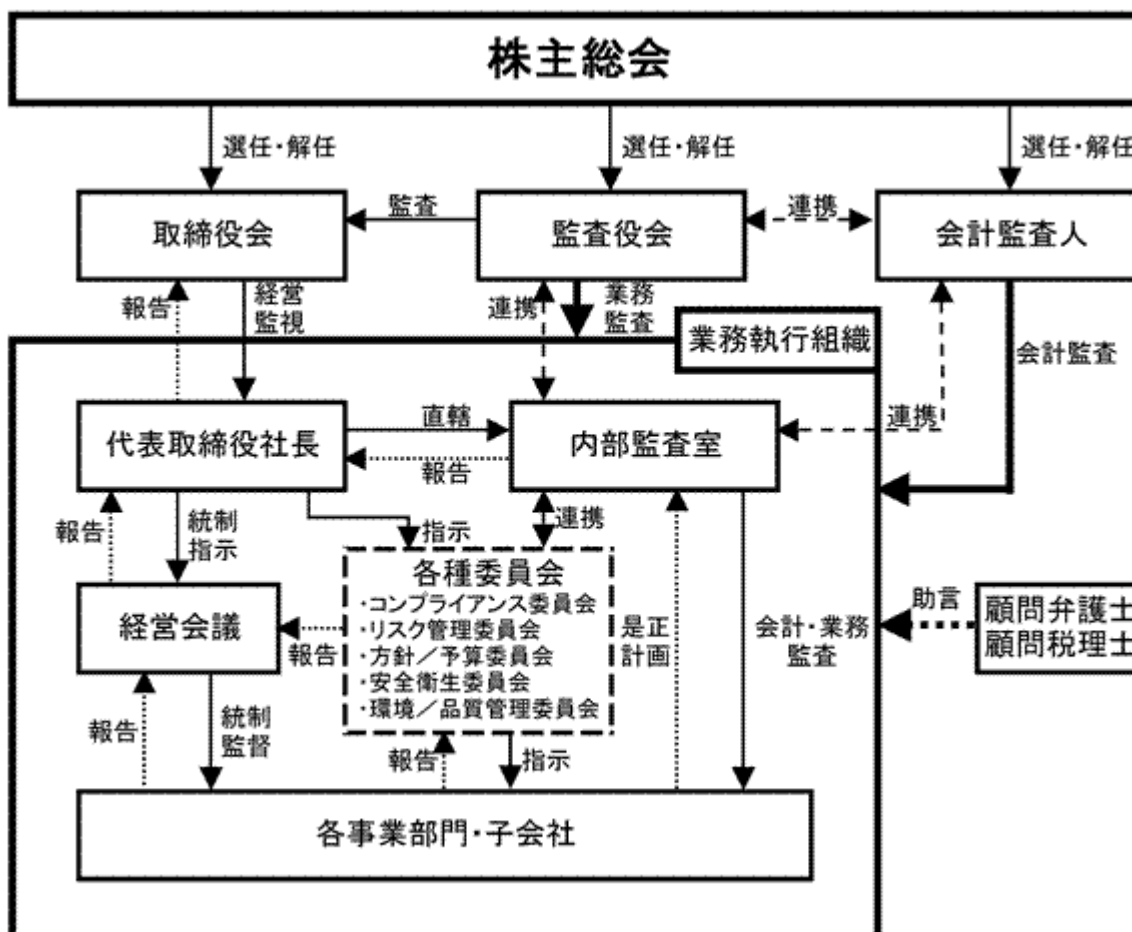 株主総会
選任・解任
選任・解任
選任・解任
取締役会
監査
監査役会
連携
会計監査人
報告
経営
監視
連携
業務
監査
業務執行組織
会計監査
代表取締役社長
直轄
報告
内部監査室
連携
報告
統制
指示
指示
連携
経営会議
報告
各種委員会
・コンプライアンス委員会
・リスク管理委員会
・方針／予算委員会
・安全衛生委員会
・環境／品質管理委員会
是正
計画
会計・業務
監査
助言
顧問弁護士
顧問税理士
報告
統制
監督
報告
指示
各事業部門・子会社